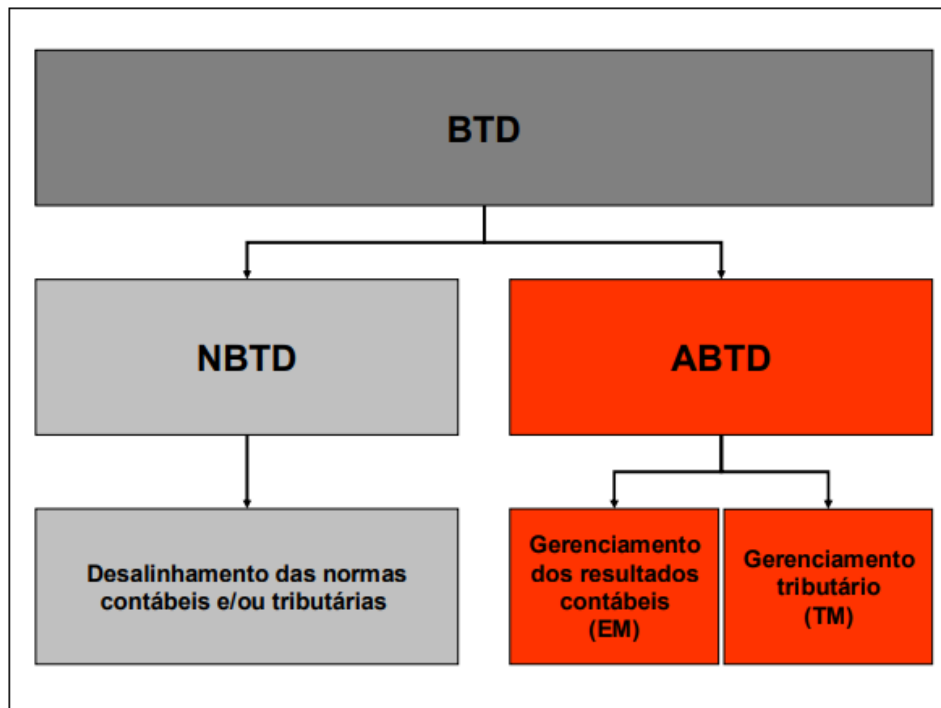 BTD
NBTD
ABTD
Desalinhamento das normas
contábeis e/ou tributárias
Gerenciamento
dos resultados
contábeis
(EM)
Gerenciamento
tributário
(TM)